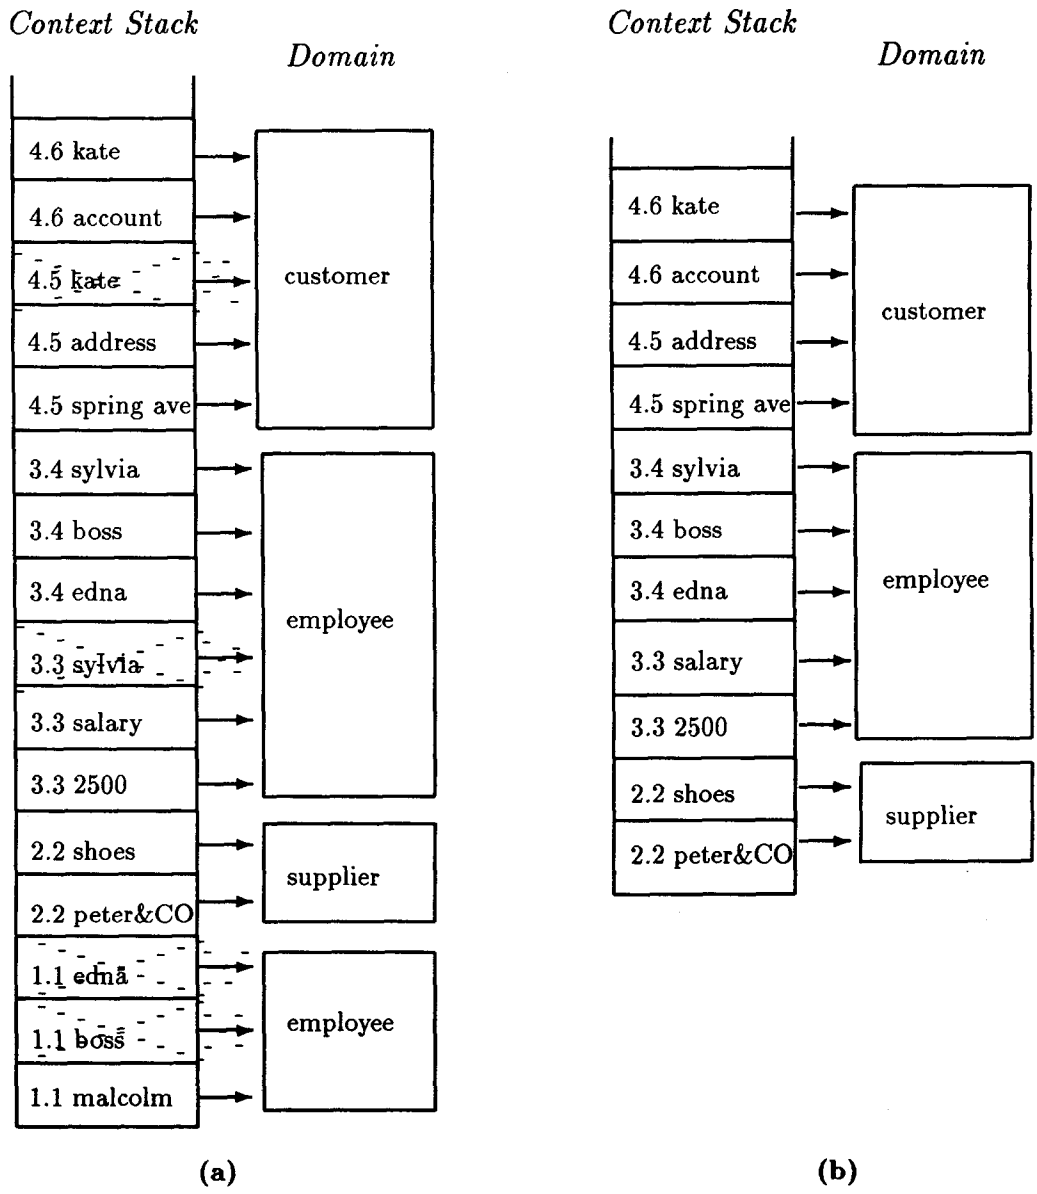 Context Stack
Domain
4.6 kate
4.6 account
4.5 kate
4.5 address
4.5 spring ave
3.4 sylvia
3.4 boss
3.4 edna
3.3 sylvia
3.3 salary
3.3 2500
2.2 shoes
2.2 peter&CO
1.1 edna
1.1 boss
1.1 malcolm
customer
employee
supplier
employee
(a)
Context Stack
Domain
4.6 kate
4.6 account
4.5 address
4.5 spring ave
3.4 sylvia
3.4 boss
3.4 edna
3.3 salary
3.3 2500
2.2 shoes
2.2 peter&CO
customer
employee
supplier
(b)